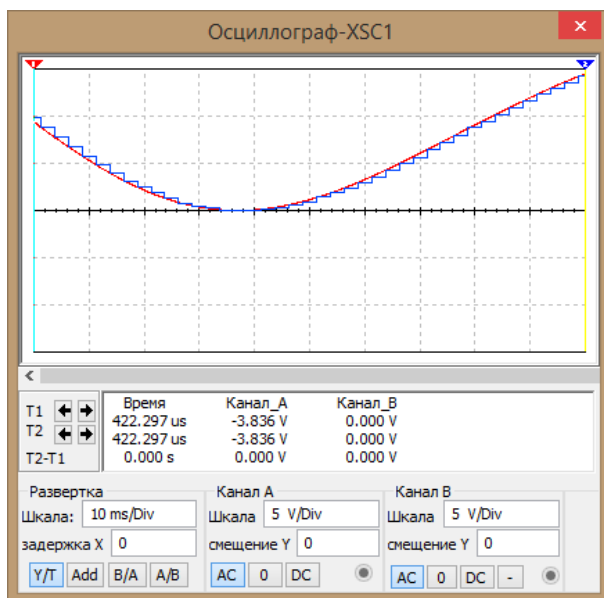 Осциллограф-XSC1
×
1 2
<
T1
T2
T2-T1
Время Канал_A Канал_B
422.297 us -3.836 V 0.000 V
422.297 us -3.836 V 0.000 V
0.000 s 0.000 V 0.000 V
Развертка Канал A Канал B
Шкала: 10 ms/Div Шкала 5 V/Div Шкала 5 V/Div
задержка X 0 смещение Y 0 смещение Y 0
Y/T Add B/A A/B AC 0 DC AC 0 DC -